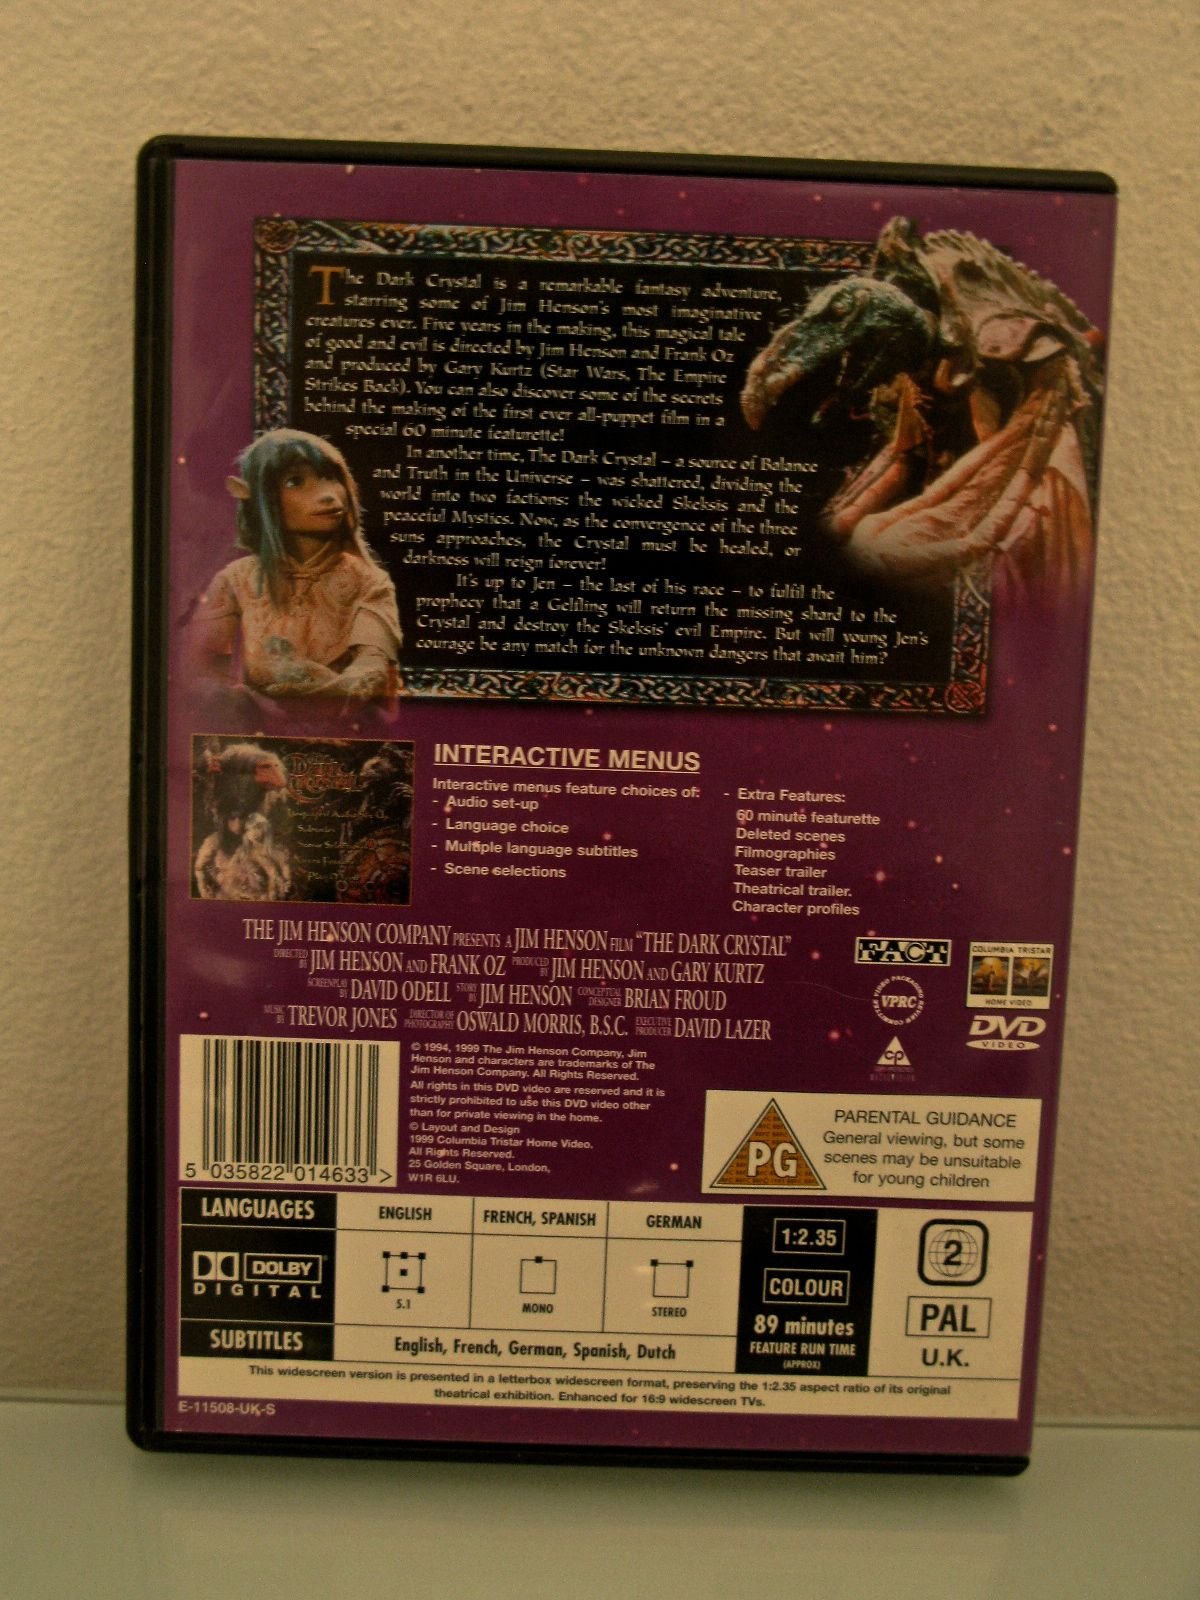 The Dark Crystal is a remarkable fantasy adventure,
starring some of Jim Henson's most imaginative
creatures ever. Five years in the making, this magical tale
of good and evil is directed by Jim Henson and Frank Oz
and produced by Gary Kurtz (Star Wars, The Empire
Strikes Back). You can also discover some of the secrets
behind the making of the first ever all-puppet film in a
special 60 minute featurette!
In another time, The Dark Crystal – a source of Balance
and Truth in the Universe – was shattered, dividing the
world into two factions: the wicked Skeksis and the
peaceful Mystics. Now, as the convergence of the three
suns approaches, the Crystal must be healed, or
darkness will reign forever!
It's up to Jen – the last of his race – to fulfil the
prophecy that a Gelfling will return the missing shard to the
Crystal and destroy the Skeksis' evil Empire. But will young Jen's
courage be any match for the unknown dangers that await him?
INTERACTIVE MENUS
Interactive menus feature choices of:
- Audio set-up
- Language choice
- Multiple language subtitles
- Scene selections
- Extra Features:
60 minute featurette
Deleted scenes
Filmographies
Teaser trailer
Theatrical trailer.
Character profiles
THE JIM HENSON COMPANY PRESENTS A JIM HENSON FILM "THE DARK CRYSTAL"
DIRECTED BY JIM HENSON AND FRANK OZ PRODUCED BY JIM HENSON AND GARY KURTZ
SCREENPLAY BY DAVID ODELL STORY BY JIM HENSON CONCEPTUAL DESIGNER BRIAN FROUD
MUSIC BY TREVOR JONES DIRECTOR OF PHOTOGRAPHY OSWALD MORRIS, B.S.C. EXECUTIVE PRODUCER DAVID LAZER
FACT
COLUMBIA TRISTAR
HOME VIDEO
VIDEO PACKAGING REVIEW COMMITTEE
VPRC
DVD
VIDEO
CP
© 1994, 1999 The Jim Henson Company, Jim
Henson and characters are trademarks of The
Jim Henson Company. All Rights Reserved.
All rights in this DVD video are reserved and it is
strictly prohibited to use this DVD video other
than for private viewing in the home.
© Layout and Design
1999 Columbia Tristar Home Video.
All Rights Reserved.
25 Golden Square, London,
W1R 6LU.
5 035822 014633 >
PG
PARENTAL GUIDANCE
General viewing, but some
scenes may be unsuitable
for young children
LANGUAGES
ENGLISH
FRENCH, SPANISH
GERMAN
DOLBY
DIGITAL
5.1
MONO
STEREO
SUBTITLES
English, French, German, Spanish, Dutch
1:2.35
COLOUR
89 minutes
FEATURE RUN TIME
(APPROX)
2
PAL
U.K.
This widescreen version is presented in a letterbox widescreen format, preserving the 1:2.35 aspect ratio of its original
theatrical exhibition. Enhanced for 16:9 widescreen TVs.
E-11508-UK-S